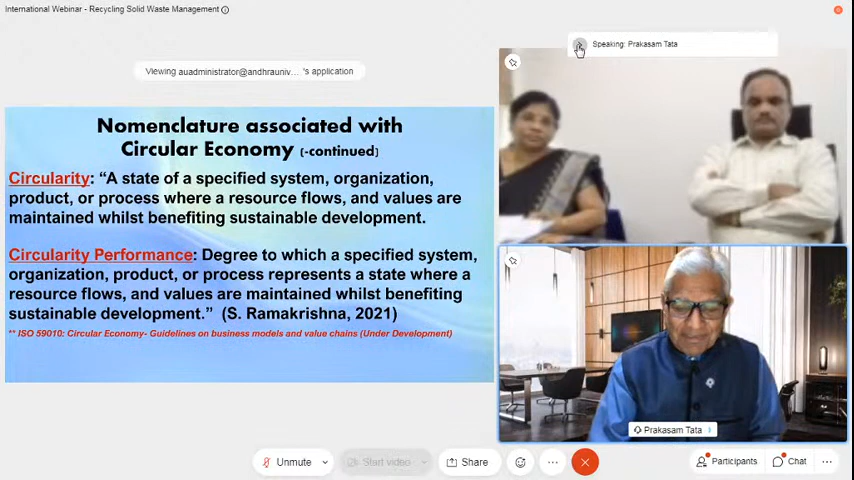 International Webinar - Recycling Solid Waste Management
Speaking: Prakasam Tata
Viewing auadministrator@andhrauniv... 's application
Nomenclature associated with
Circular Economy (-continued)
Circularity: “A state of a specified system, organization,
product, or process where a resource flows, and values are
maintained whilst benefiting sustainable development.
Circularity Performance: Degree to which a specified system,
organization, product, or process represents a state where a
resource flows, and values are maintained whilst benefiting
sustainable development.” (S. Ramakrishna, 2021)
** ISO 59010: Circular Economy- Guidelines on business models and value chains (Under Development)
Prakasam Tata
Unmute
Start video
Share
Participants
Chat